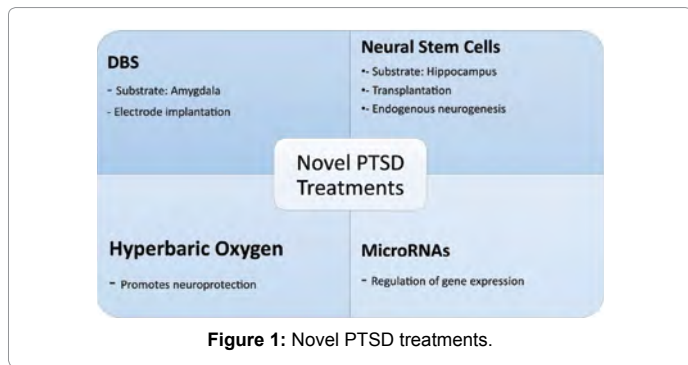 DBS
- Substrate: Amygdala
- Electrode implantation
Neural Stem Cells
•- Substrate: Hippocampus
•- Transplantation
•- Endogenous neurogenesis
Novel PTSD
Treatments
Hyperbaric Oxygen
- Promotes neuroprotection
MicroRNAs
- Regulation of gene expression
Figure 1: Novel PTSD treatments.